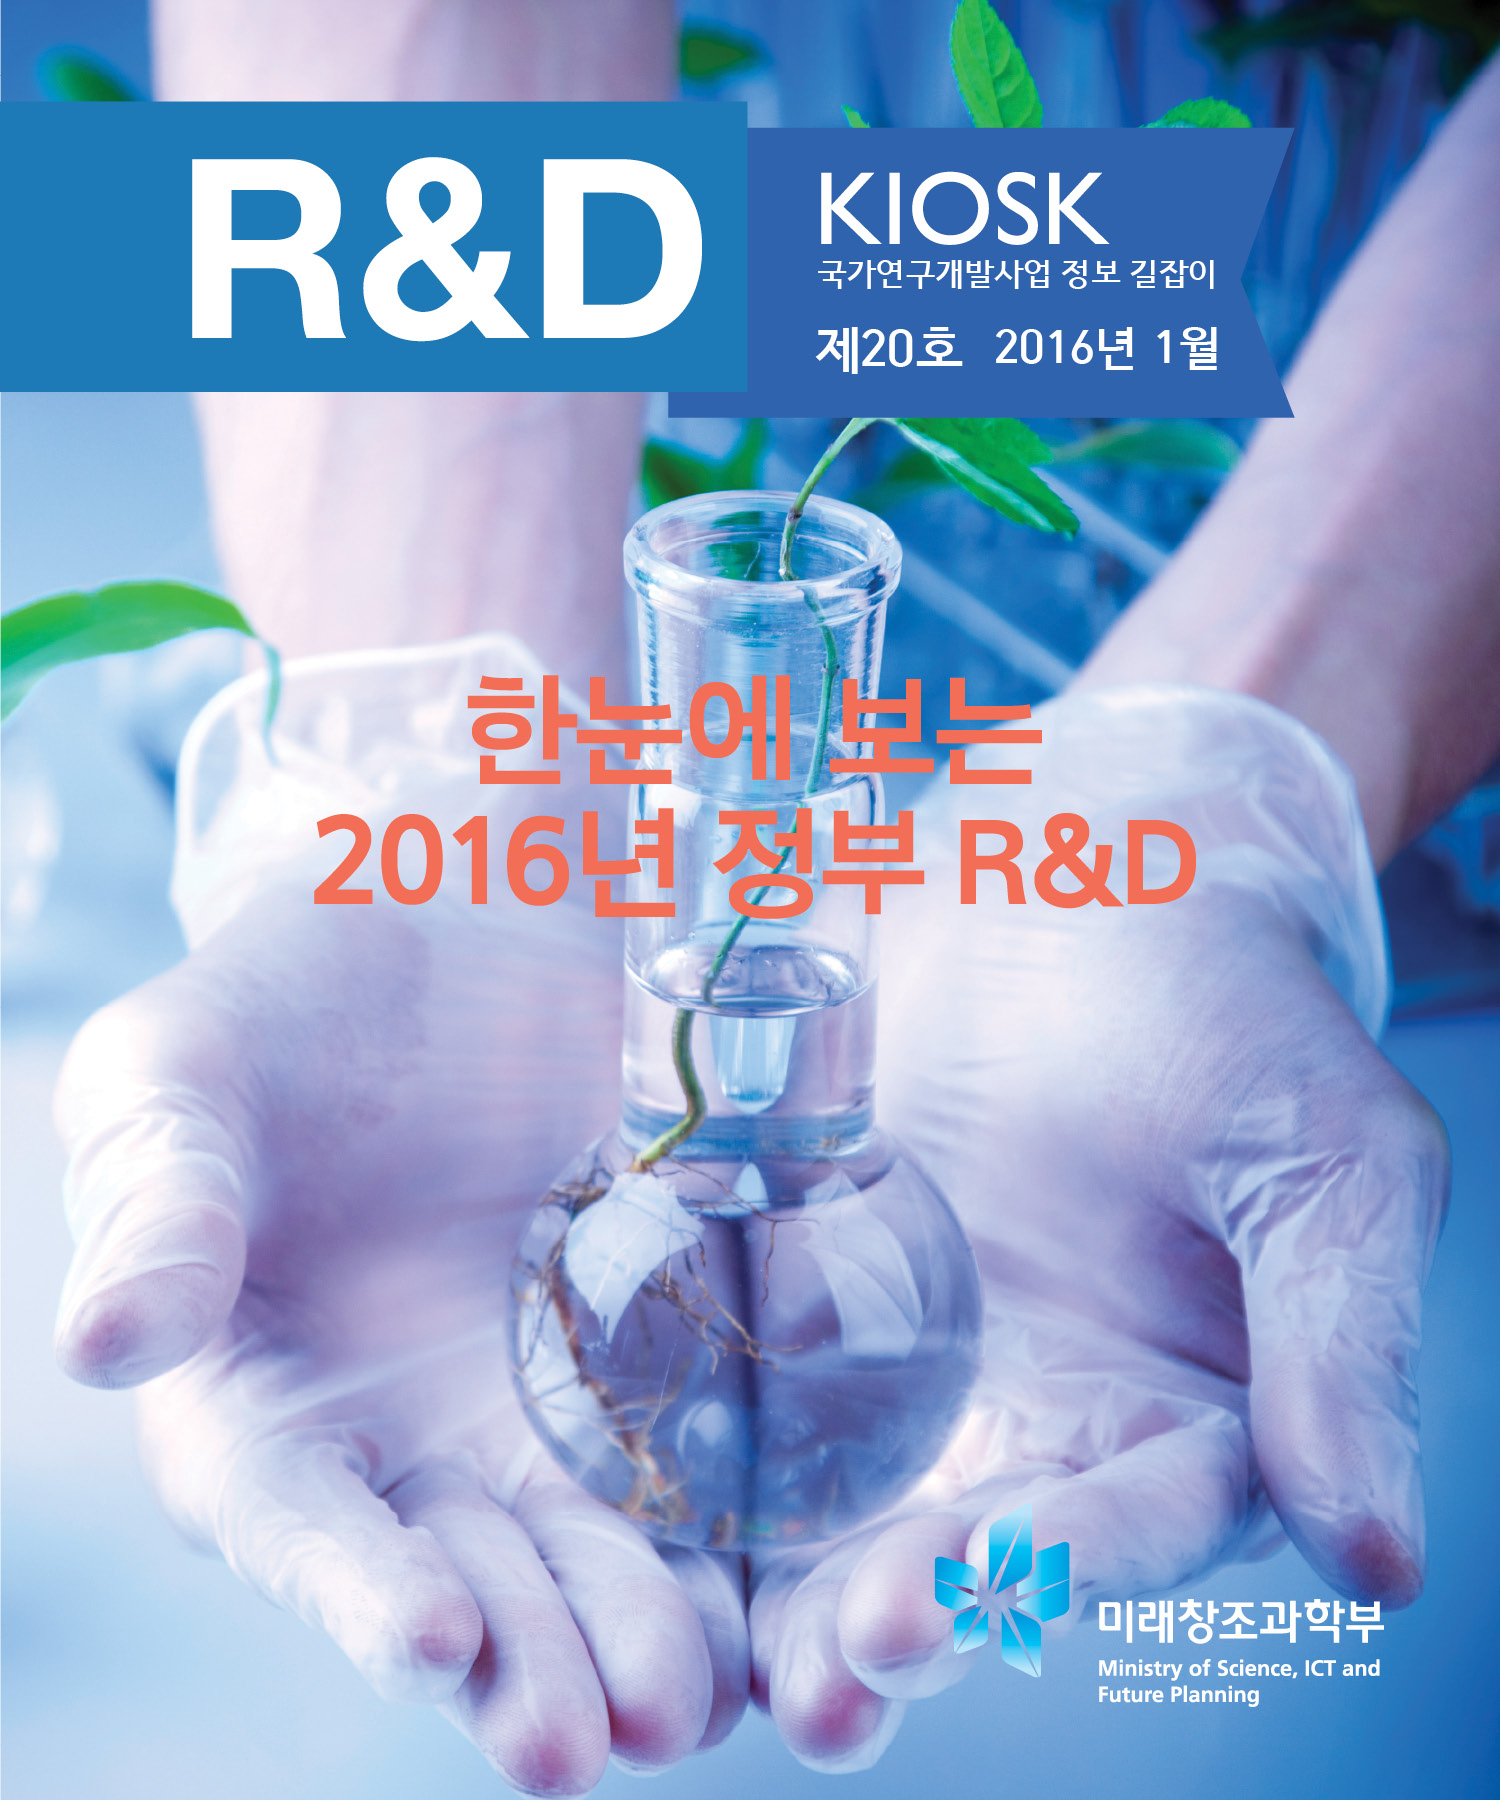 R&D
KIOSK
국가연구개발사업 정보 길잡이
제20호 2016년 1월
한눈에 보는
2016년 정부 R&D
미래창조과학부
Ministry of Science, ICT and
Future Planning